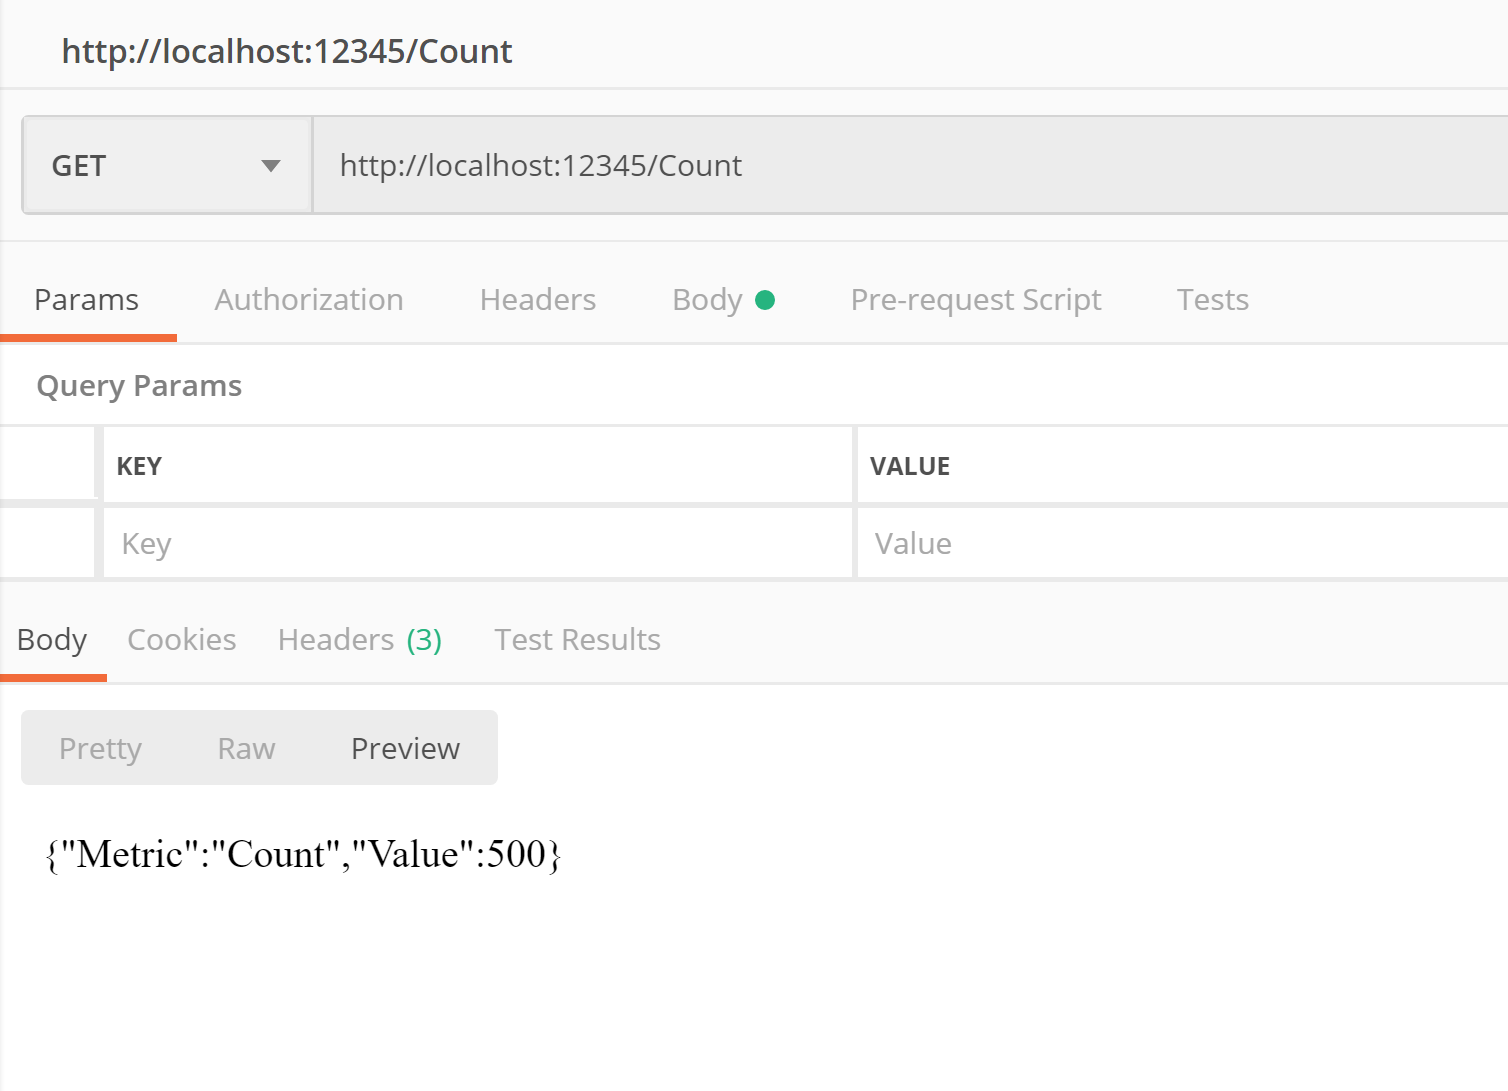 http://localhost:12345/Count
GET http://localhost:12345/Count
Params Authorization Headers Body Pre-request Script Tests
Query Params
KEY VALUE
Key Value
Body Cookies Headers (3) Test Results
Pretty Raw Preview
{"Metric":"Count","Value":500}